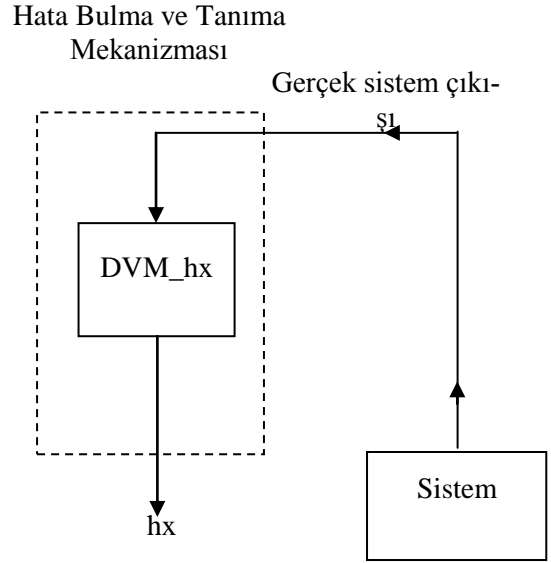 Hata Bulma ve Tanıma
Mekanizması
Gerçek sistem çıkı-
şı
DVM_hx
Sistem
hx